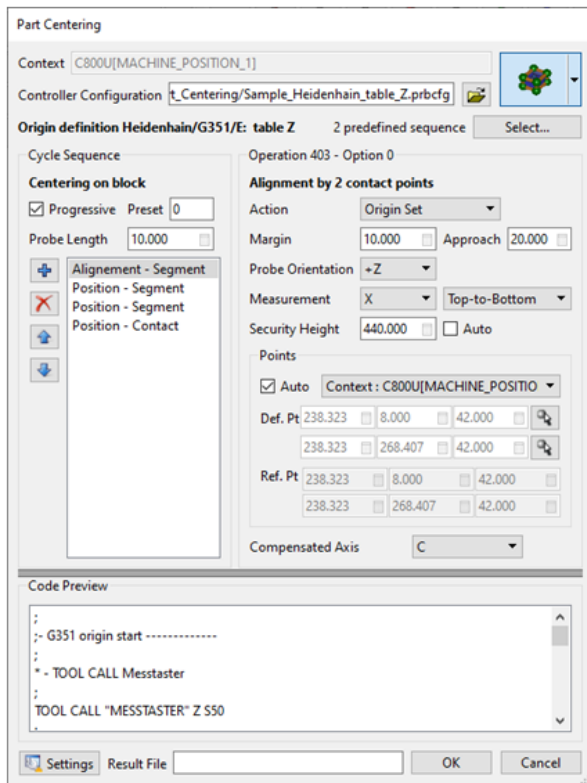 Part Centering
Context C800U[MACHINE_POSITION_1]
Controller Configuration t_Centering/Sample_Heidenhain_table_Z.prbcfg
Origin definition Heidenhain/G351/E: table Z 2 predefined sequence Select...
Cycle Sequence
Centering on block
Progressive Preset 0
Probe Length 10.000
Alignement - Segment
Position - Segment
Position - Segment
Position - Contact
Operation 403 - Option 0
Alignment by 2 contact points
Action Origin Set
Margin 10.000 Approach 20.000
Probe Orientation +Z
Measurement X Top-to-Bottom
Security Height 440.000 Auto
Points
Auto Context : C800U[MACHINE_POSITIO
Def. Pt 238.323 8.000 42.000
238.323 268.407 42.000
Ref. Pt 238.323 8.000 42.000
238.323 268.407 42.000
Compensated Axis C
Code Preview
;
;- G351 origin start -------------
;
* - TOOL CALL Messtaster
;
TOOL CALL "MESSTASTER" Z S50
Settings Result File OK Cancel